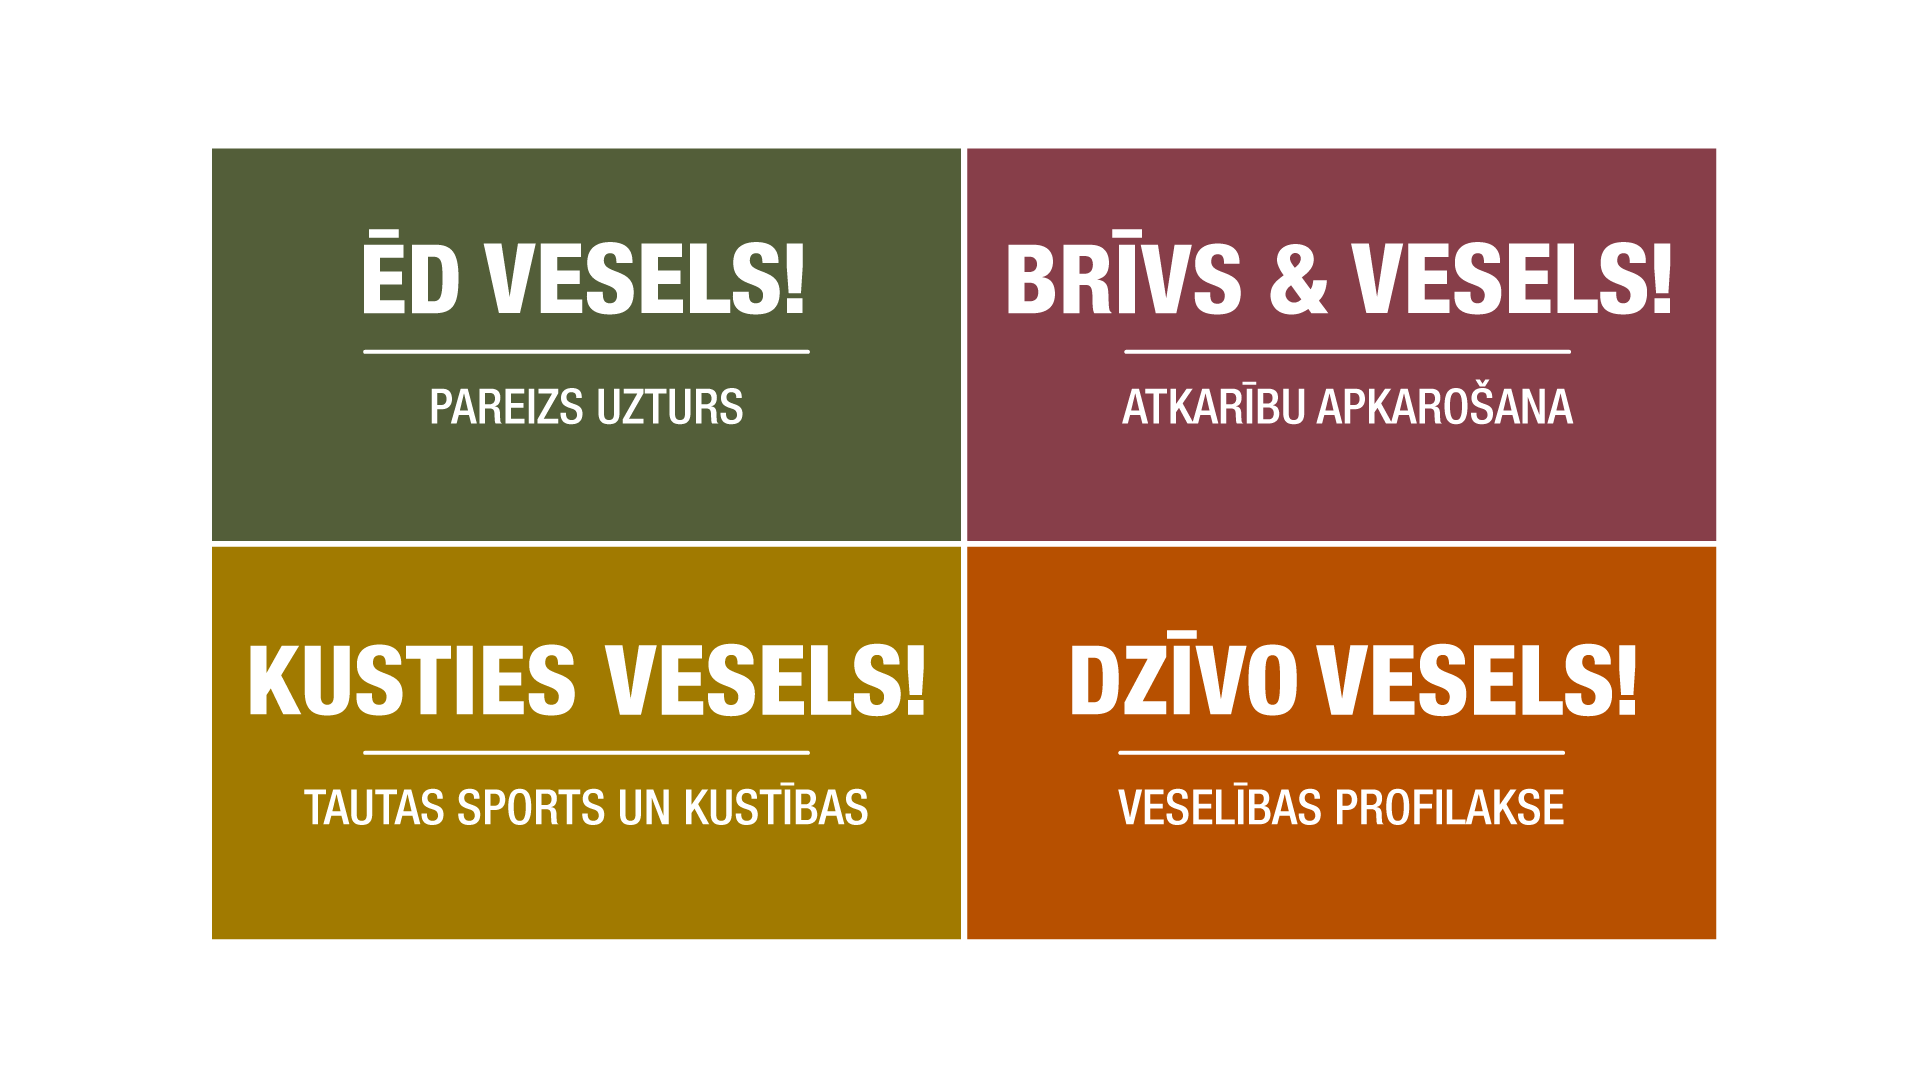 ĒD VESELS!
PAREIZS UZTURS
BRĪVS & VESELS!
ATKARĪBU APKAROŠANA
KUSTIES VESELS!
TAUTAS SPORTS UN KUSTĪBAS
DZĪVO VESELS!
VESELĪBAS PROFILAKSE